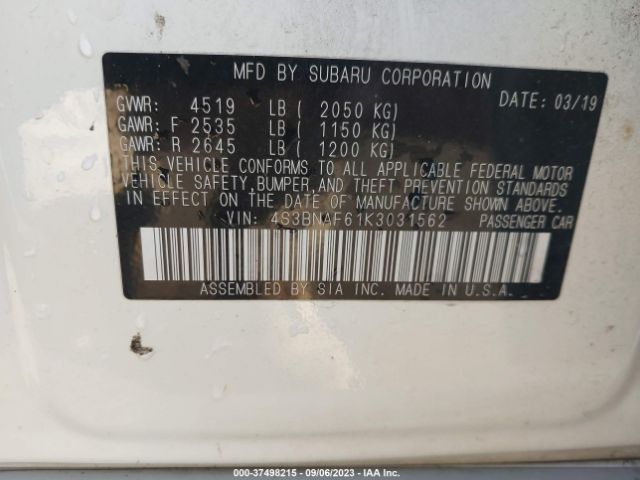 MFD BY SUBARU CORPORATION
DATE: 03/19
GVWR: 4519 LB ( 2050 KG)
GAWR: F 2535 LB ( 1150 KG)
GAWR: R 2645 LB ( 1200 KG)
THIS VEHICLE CONFORMS TO ALL APPLICABLE FEDERAL MOTOR
VEHICLE SAFETY, BUMPER, AND THEFT PREVENTION STANDARDS
IN EFFECT ON THE DATE OF MANUFACTURE SHOWN ABOVE.
VIN: 4S3BNAF61K3031562 PASSENGER CAR
ASSEMBLED BY SIA INC. MADE IN U.S.A.
000-37498215 - 09/06/2023 - IAA Inc.